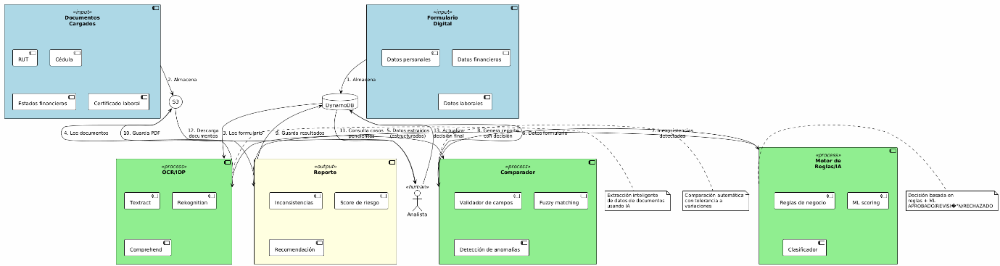 «input»
Documentos
Cargados
RUT
Cédula
Estados financieros
Certificado laboral
«input»
Formulario
Digital
Datos personales
Datos financieros
Datos laborales
2. Almacena
1. Almacena
S3
DynamoDB
4. Lee documentos
10. Guarda PDF
12. Descarga
documentos
3. Lee formulario
9. Guarda resultados
11. Consulta casos
pendientes
5. Datos extraídos
(estructurados)
13. Actualiza
decisión final
8. Genera reporte
con decisión
6. Datos formulario
7. Inconsistencias
detectadas
«process»
OCR/IDP
Textract
Rekognition
Comprehend
«output»
Reporte
Inconsistencias
Score de riesgo
Recomendación
«human»
Analista
«process»
Comparador
Validador de campos
Fuzzy matching
Detección de anomalías
Extracción inteligente
de datos de documentos
usando IA
Comparación automática
con tolerancia a
variaciones
«process»
Motor de
Reglas/IA
Reglas de negocio
ML scoring
Clasificador
Decisión basada en
reglas + ML
APROBADO/REVISI�"N/RECHAZADO